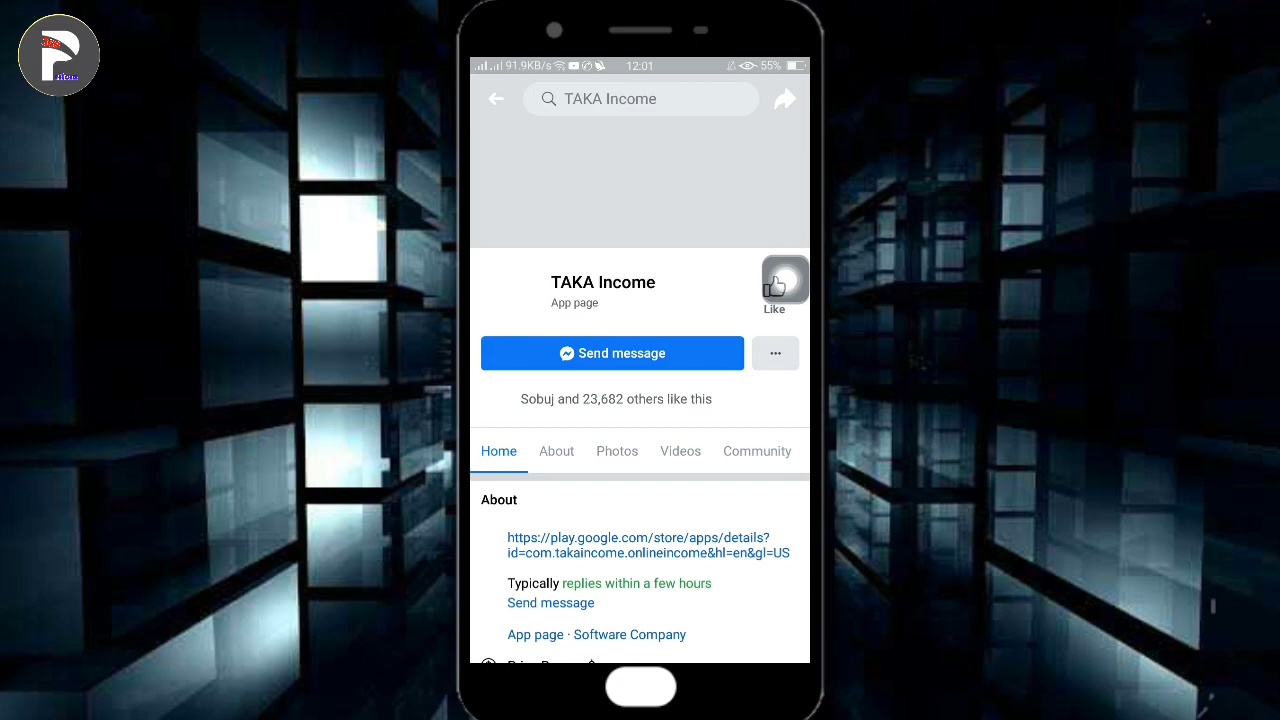 91.9KB/s
12:01
55%
TAKA Income
TAKA Income
App page
Like
Send message
Sobuj and 23,682 others like this
Home About Photos Videos Community
About
https://play.google.com/store/apps/details?
id=com.takaincome.onlineincome&hl=en&gl=US
Typically replies within a few hours
Send message
App page · Software Company